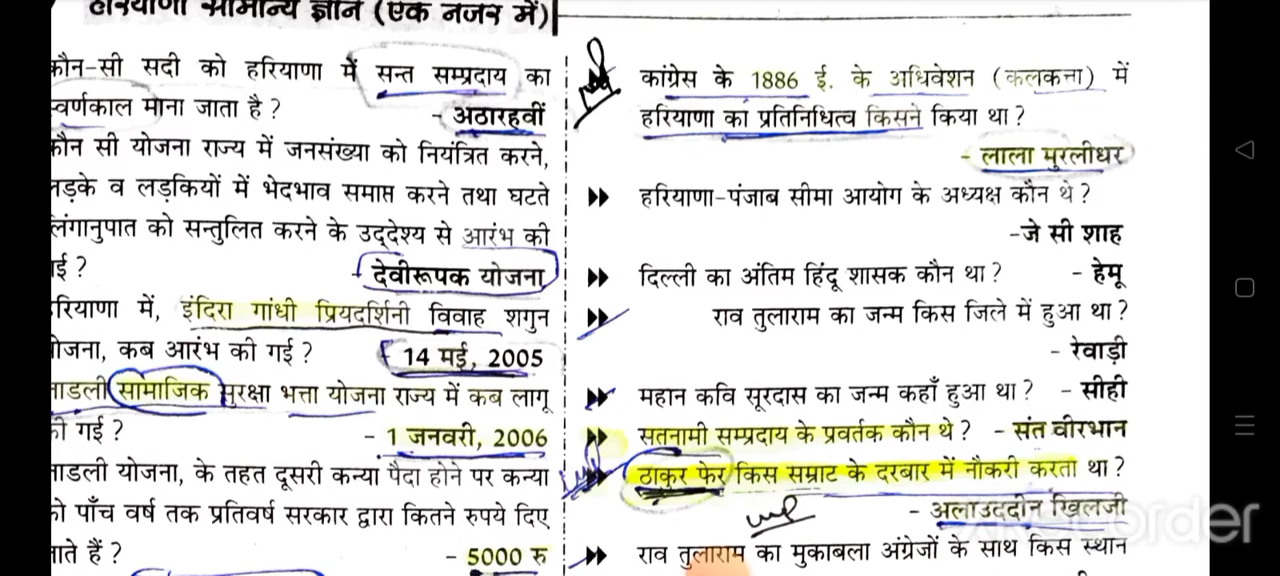 हरियाणा सामान्य ज्ञान (एक नजर में)
कौन-सी सदी को हरियाणा में सन्त सम्प्रदाय का
स्वर्णकाल माना जाता है ?
- अठारहवीं
कौन सी योजना राज्य में जनसंख्या को नियंत्रित करने,
लड़के व लड़कियों में भेदभाव समाप्त करने तथा घटते
लिंगानुपात को सन्तुलित करने के उद्देश्य से आरंभ की
गई ?
- देवीरूपक योजना
हरियाणा में, इंदिरा गांधी प्रियदर्शिनी विवाह शगुन
योजना, कब आरंभ की गई ?
- 14 मई, 2005
लाडली सामाजिक सुरक्षा भत्ता योजना राज्य में कब लागू
की गई ?
- 1 जनवरी, 2006
लाडली योजना, के तहत दूसरी कन्या पैदा होने पर कन्या
को पाँच वर्ष तक प्रतिवर्ष सरकार द्वारा कितने रुपये दिए
जाते हैं ?
- 5000 रु
कांग्रेस के 1886 ई. के अधिवेशन (कलकत्ता) में
हरियाणा का प्रतिनिधित्व किसने किया था ?
- लाला मुरलीधर
हरियाणा-पंजाब सीमा आयोग के अध्यक्ष कौन थे ?
-जे सी शाह
दिल्ली का अंतिम हिंदू शासक कौन था ? - हेमू
राव तुलाराम का जन्म किस जिले में हुआ था ?
- रेवाड़ी
महान कवि सूरदास का जन्म कहाँ हुआ था ? - सीही
सतनामी सम्प्रदाय के प्रवर्तक कौन थे ? - संत वीरभान
ठाकुर फेर किस सम्राट के दरबार में नौकरी करता था ?
- अलाउद्दीन खिलजी
राव तुलाराम का मुकाबला अंग्रेजों के साथ किस स्थान